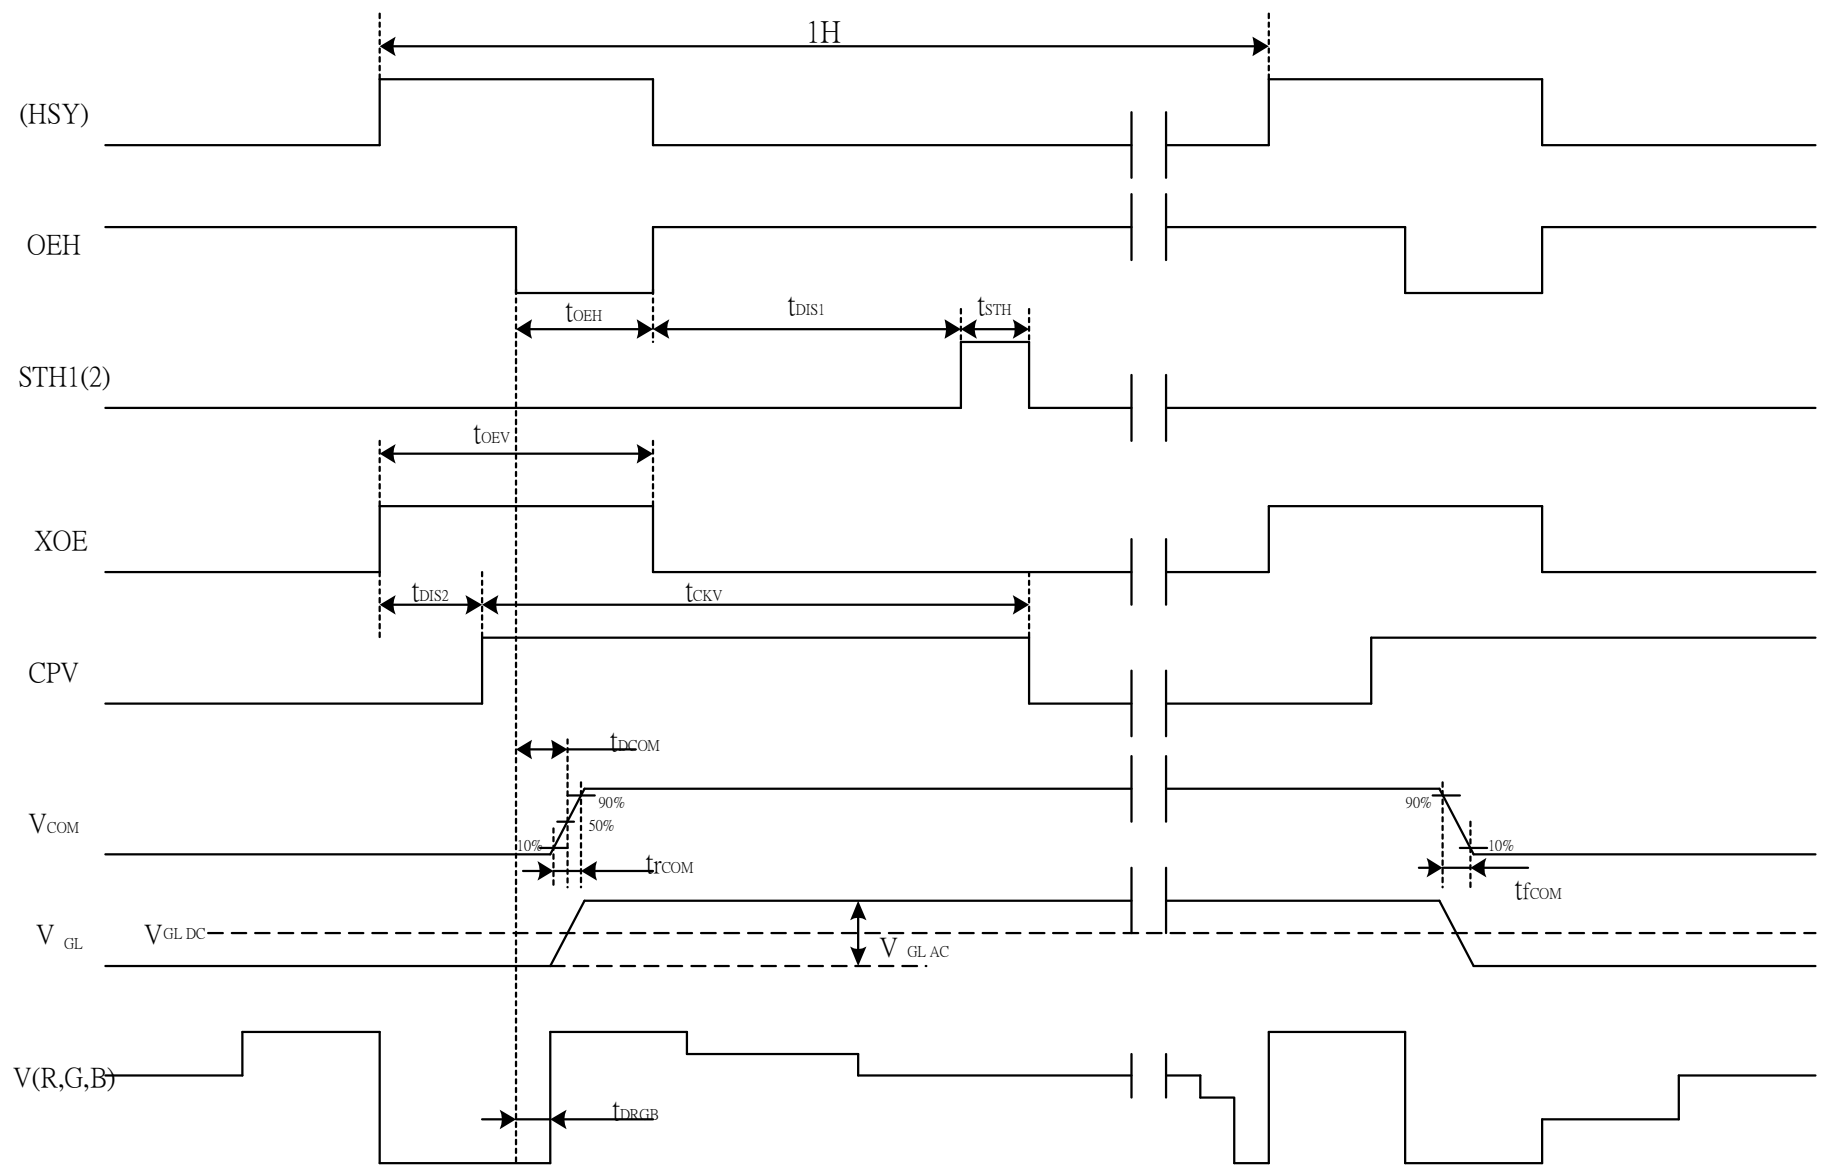 1H
(HSY)
OEH
tOEH
tDIS1
tSTH
STH1(2)
tOEV
XOE
tDIS2
tCKV
CPV
tDCOM
90%
90%
50%
VCOM
10%
10%
trCOM
tfCOM
V GL
VGL DC
V GL AC
V(R,G,B)
tDRGB